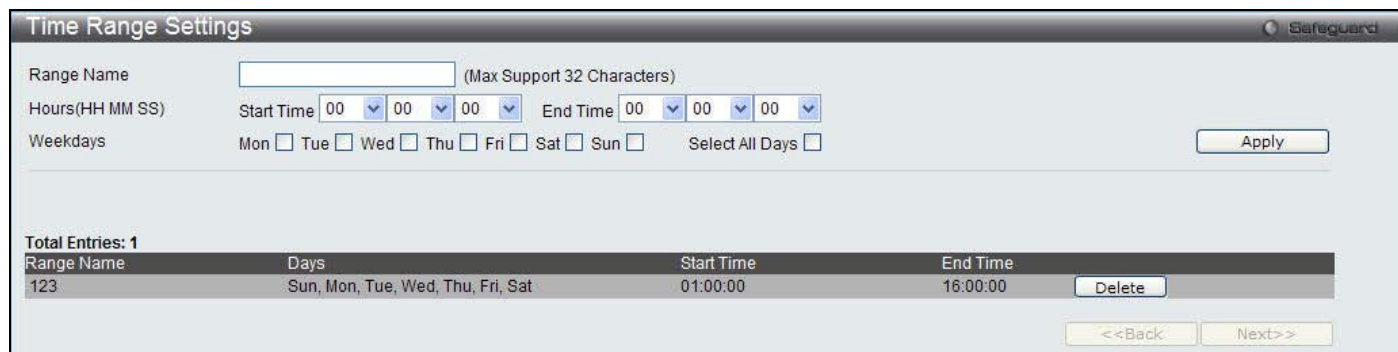 Time Range Settings Safeguard
Range Name (Max Support 32 Characters)
Hours(HH MM SS) Start Time 00 00 00 End Time 00 00 00
Weekdays Mon Tue Wed Thu Fri Sat Sun Select All Days Apply
Total Entries: 1
Range Name Days Start Time End Time
123 Sun, Mon, Tue, Wed, Thu, Fri, Sat 01:00:00 16:00:00 Delete
<<Back Next>>